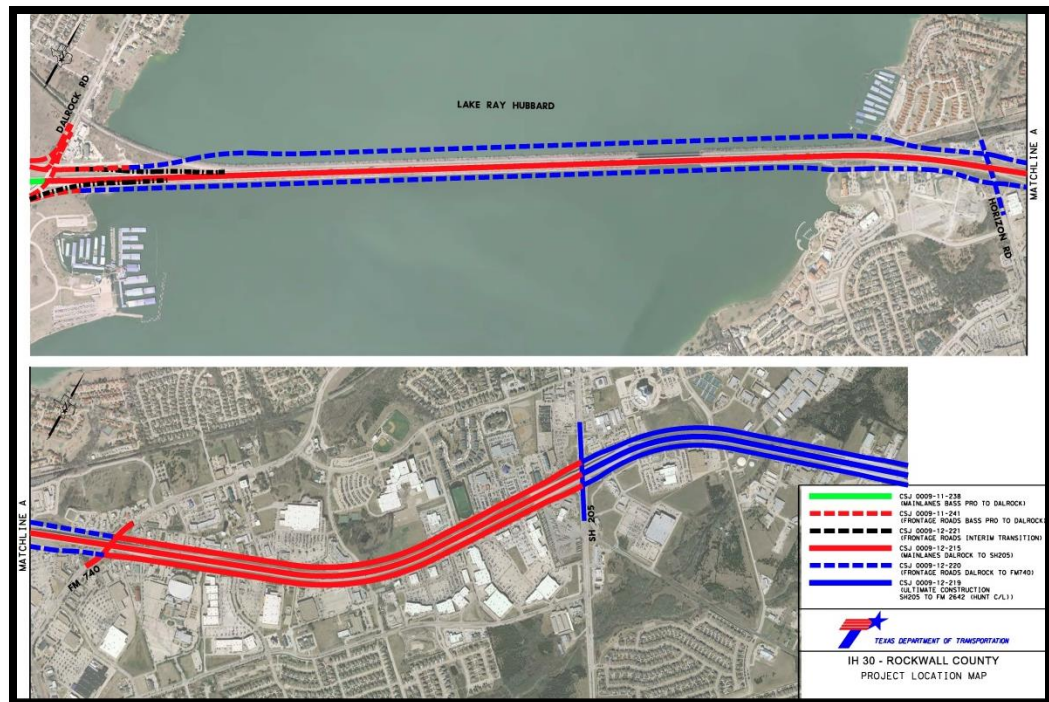 LAKE RAY HUBBARD
DALROCK RD
MATCHLINE A
HORIZON RD
MATCHLINE A
FM 740
SH 205
CSJ 0009-11-238
(MAINLANES BASS PRO TO DALROCK)
CSJ 0009-11-241
(FRONTAGE ROADS BASS PRO TO DALROCK)
CSJ 0009-12-221
(FRONTAGE ROADS INTERIM TRANSITION)
CSJ 0009-12-215
(MAINLANES DALROCK TO SH205)
CSJ 0009-12-220
(FRONTAGE ROADS DALROCK TO FM740)
CSJ 0009-12-219
(ULTIMATE CONSTRUCTION
SH205 TO FM 2642 (HUNT C/L))
TEXAS DEPARTMENT OF TRANSPORTATION
IH 30 - ROCKWALL COUNTY
PROJECT LOCATION MAP